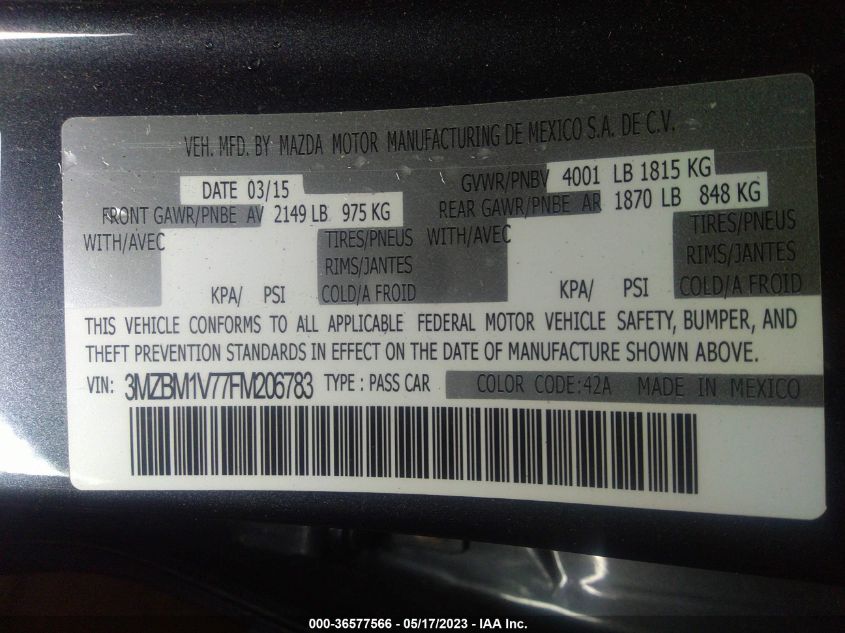 VEH. MFD. BY MAZDA MOTOR MANUFACTURING DE MEXICO S.A. DE C.V.
DATE 03/15 GVWR/PNBV 4001 LB 1815 KG
FRONT GAWR/PNBE AV 2149 LB 975 KG REAR GAWR/PNBE AR 1870 LB 848 KG
WITH/AVEC TIRES/PNEUS WITH/AVEC TIRES/PNEUS
RIMS/JANTES RIMS/JANTES
KPA/ PSI COLD/A FROID KPA/ PSI COLD/A FROID
THIS VEHICLE CONFORMS TO ALL APPLICABLE FEDERAL MOTOR VEHICLE SAFETY, BUMPER, AND
THEFT PREVENTION STANDARDS IN EFFECT ON THE DATE OF MANUFACTURE SHOWN ABOVE.
VIN: 3MZBM1V77FM206783 TYPE : PASS CAR COLOR CODE:42A MADE IN MEXICO
000-36577566 - 05/17/2023 - IAA Inc.